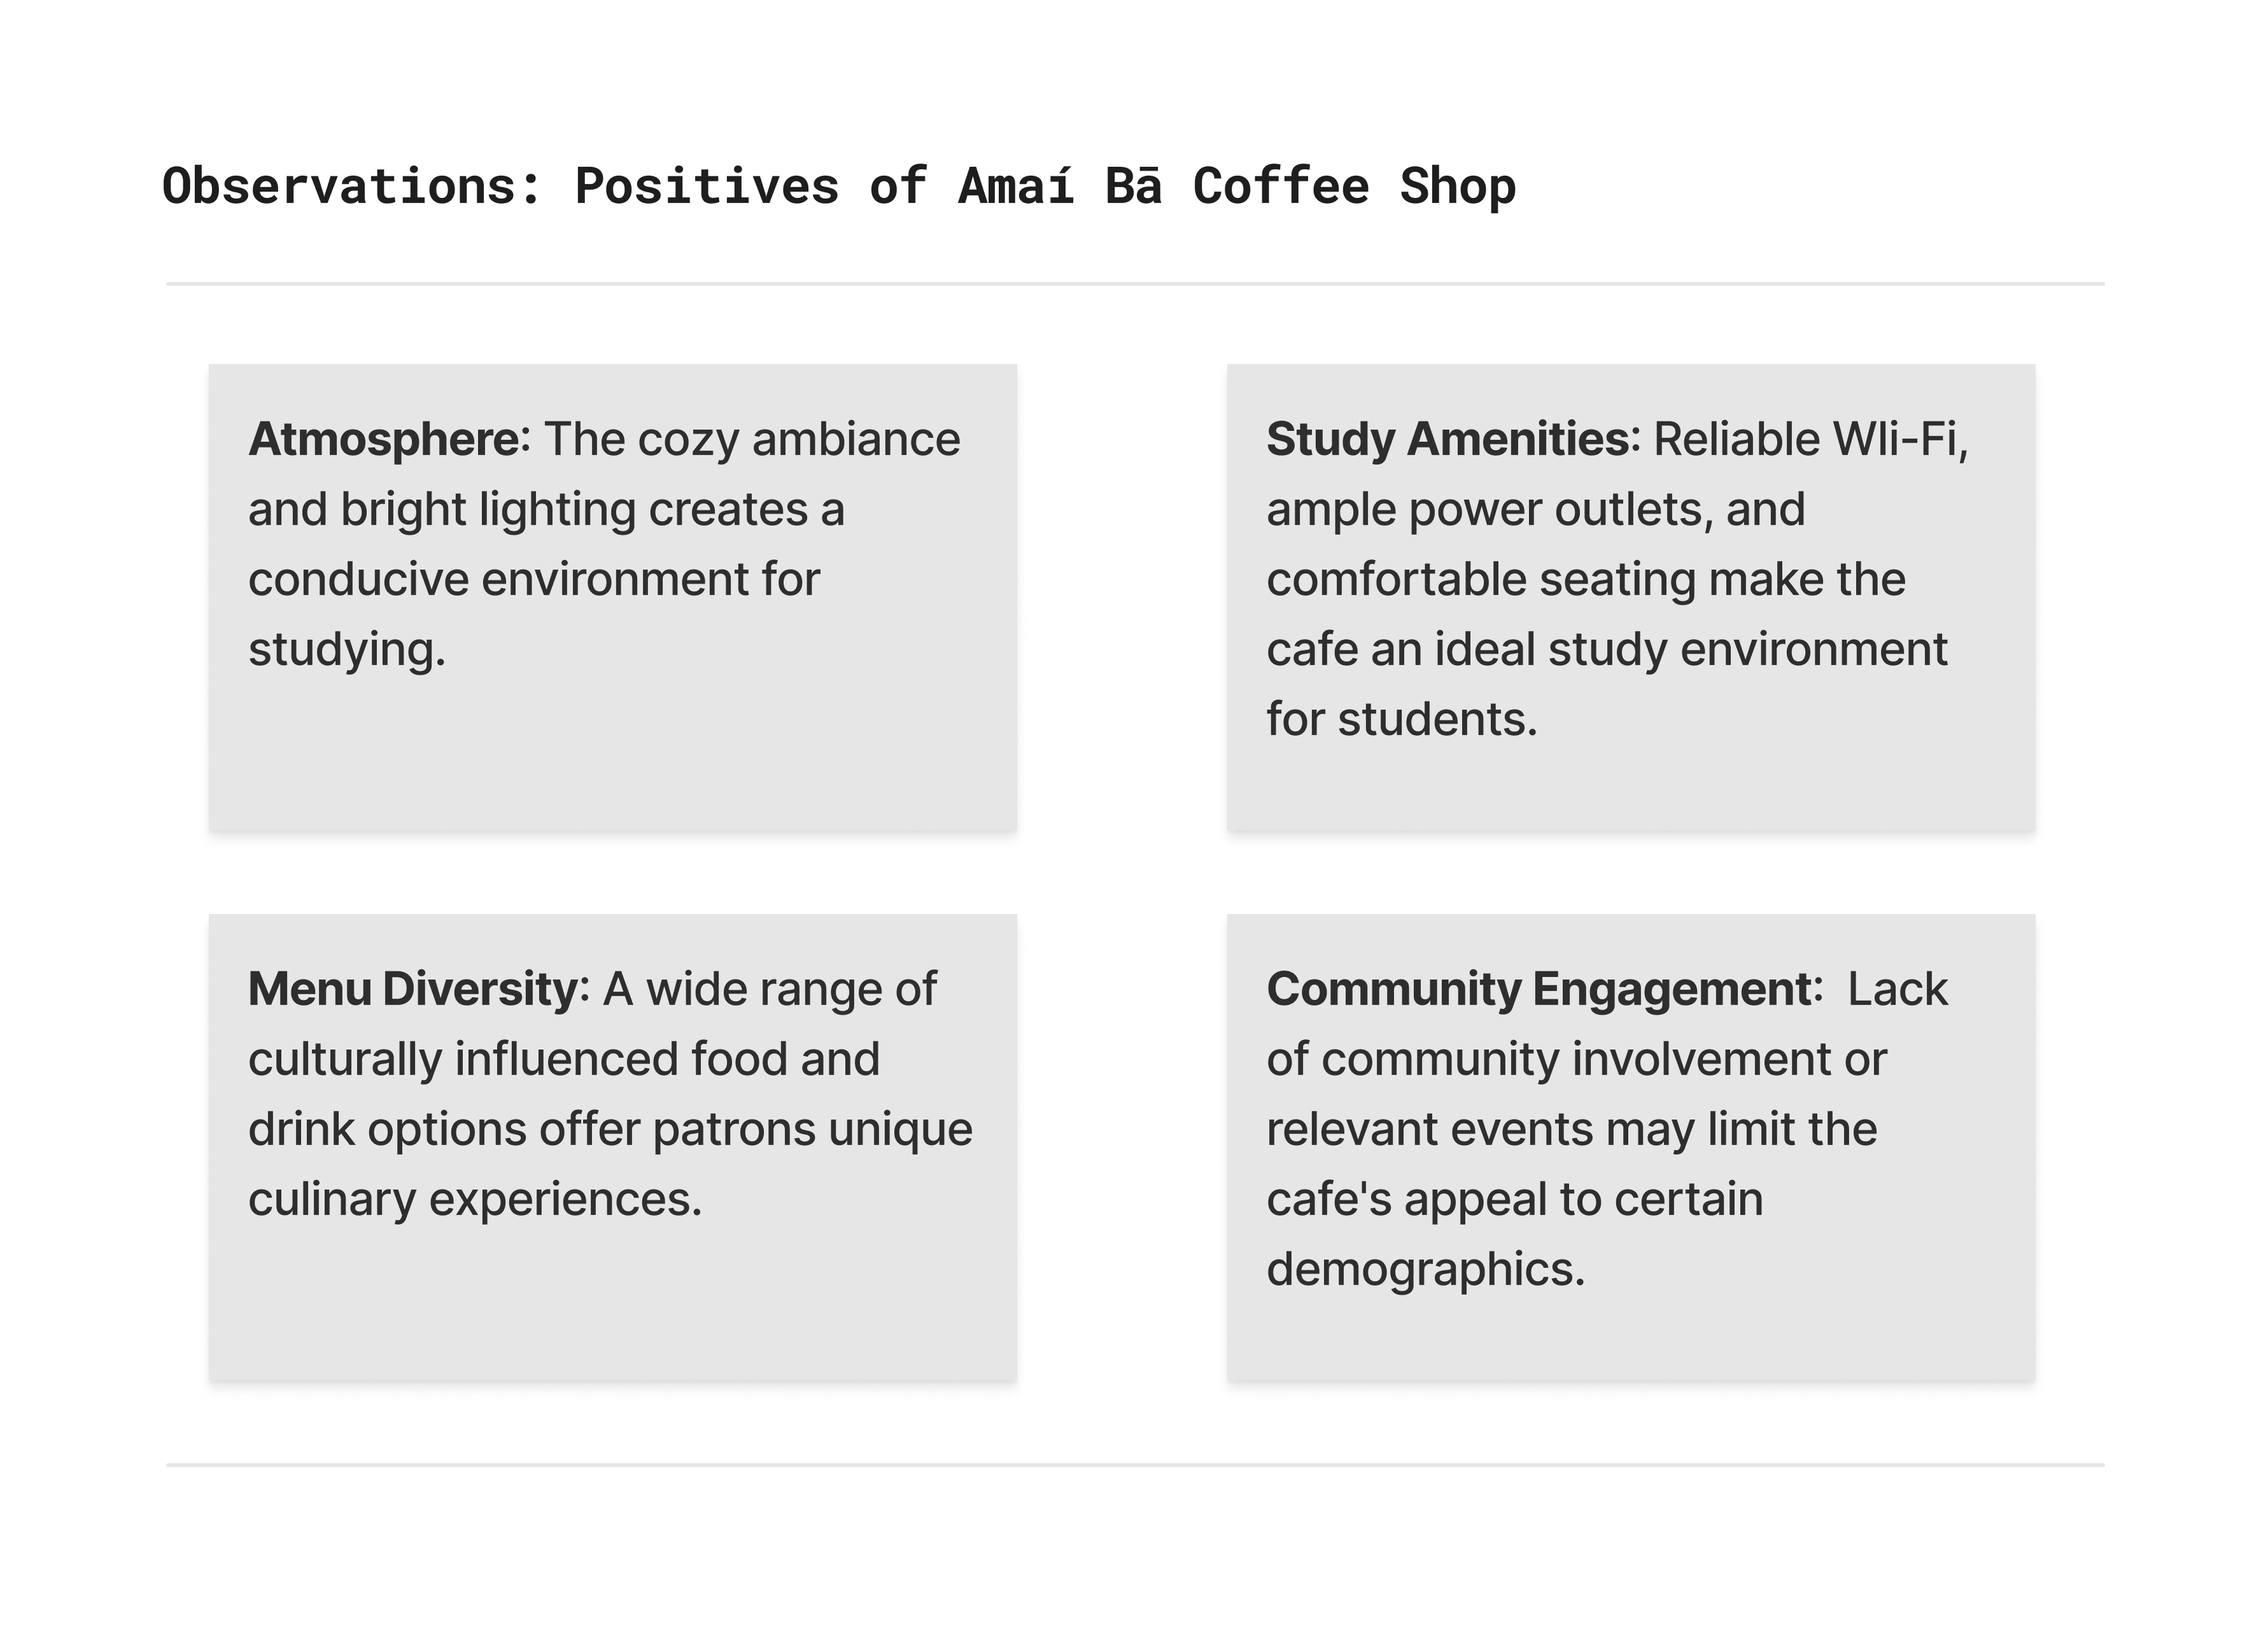 Observations: Positives of Amaí Bā Coffee Shop
Atmosphere: The cozy ambiance
and bright lighting creates a
conducive environment for
studying.
Study Amenities: Reliable Wli-Fi,
ample power outlets, and
comfortable seating make the
cafe an ideal study environment
for students.
Menu Diversity: A wide range of
culturally influenced food and
drink options offer patrons unique
culinary experiences.
Community Engagement:  Lack
of community involvement or
relevant events may limit the
cafe's appeal to certain
demographics.